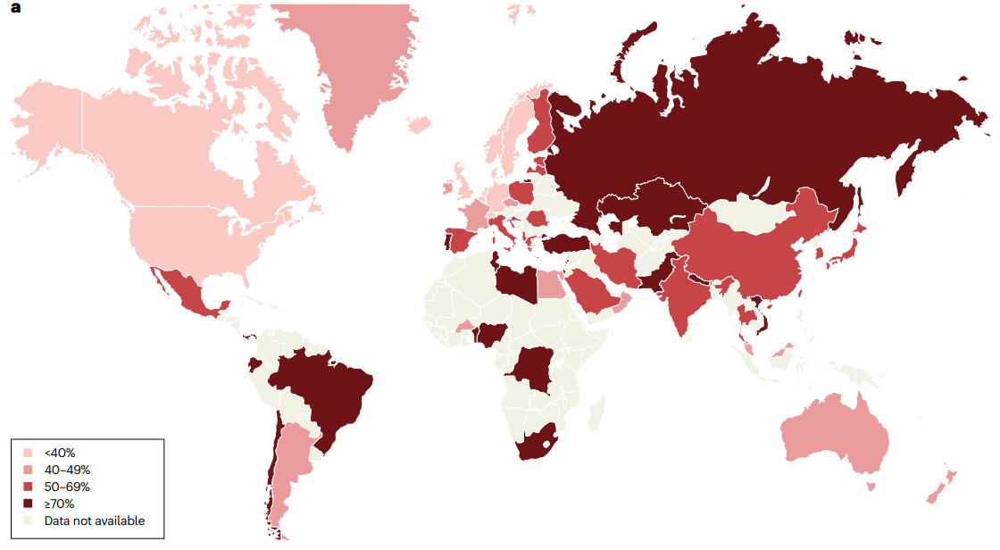 a
<40%
40–49%
50–69%
≥70%
Data not available